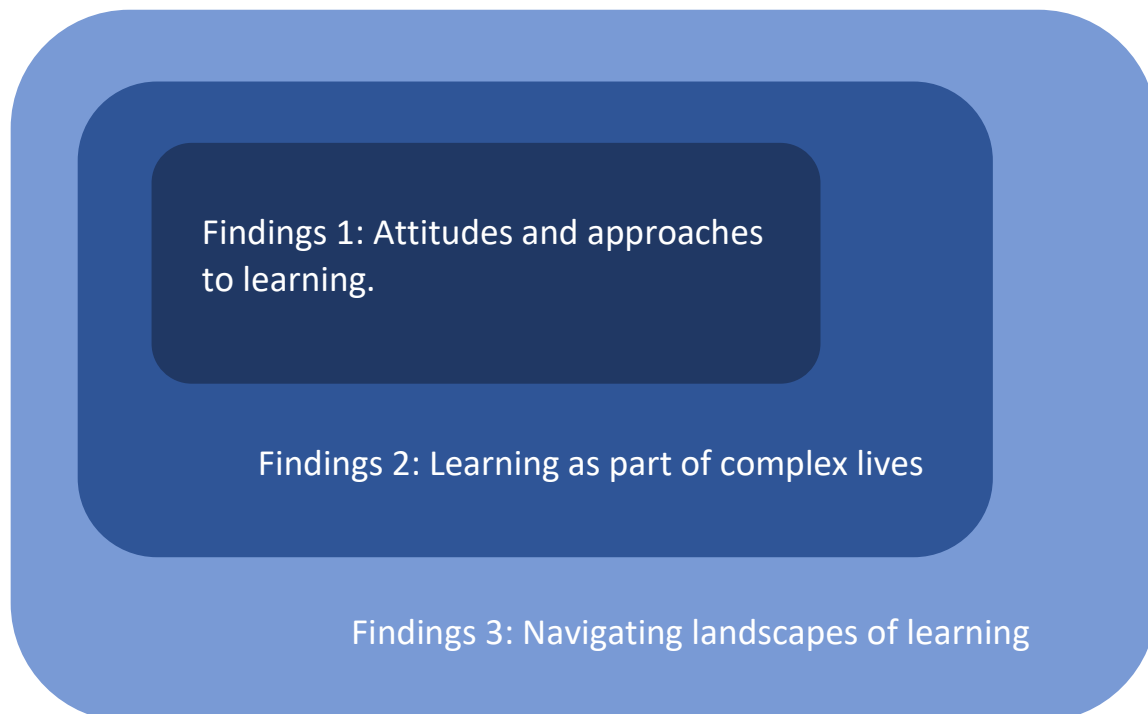 Findings 1: Attitudes and approaches
to learning.
Findings 2: Learning as part of complex lives
Findings 3: Navigating landscapes of learning